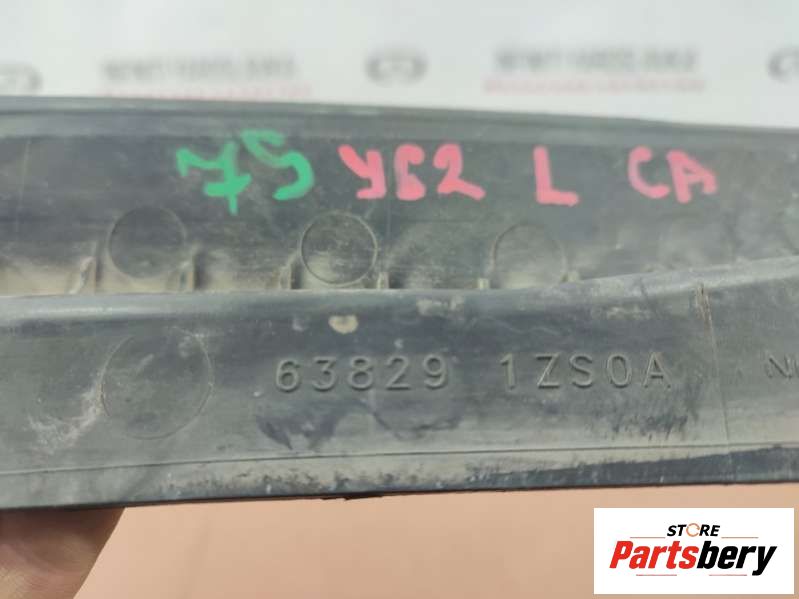 75 Y62 L CA
63829 1ZS0A
STORE
Partsbery